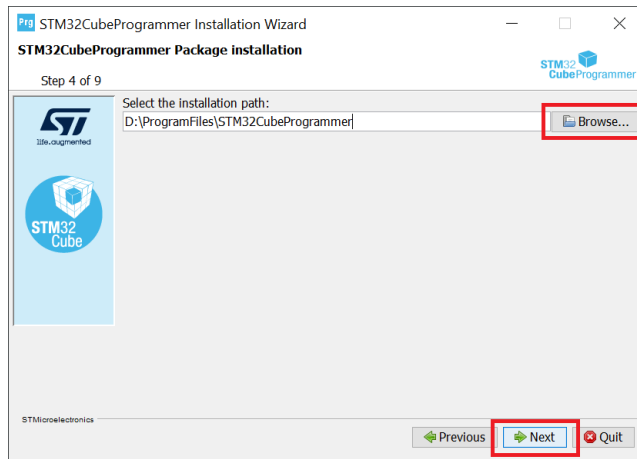 Prg STM32CubeProgrammer Installation Wizard
STM32CubeProgrammer Package installation
STM32
CubeProgrammer
Step 4 of 9
Select the installation path:
D:\ProgramFiles\STM32CubeProgrammer
Browse...
ST
life.augmented
STM32
Cube
STMicroelectronics
Previous
Next
Quit